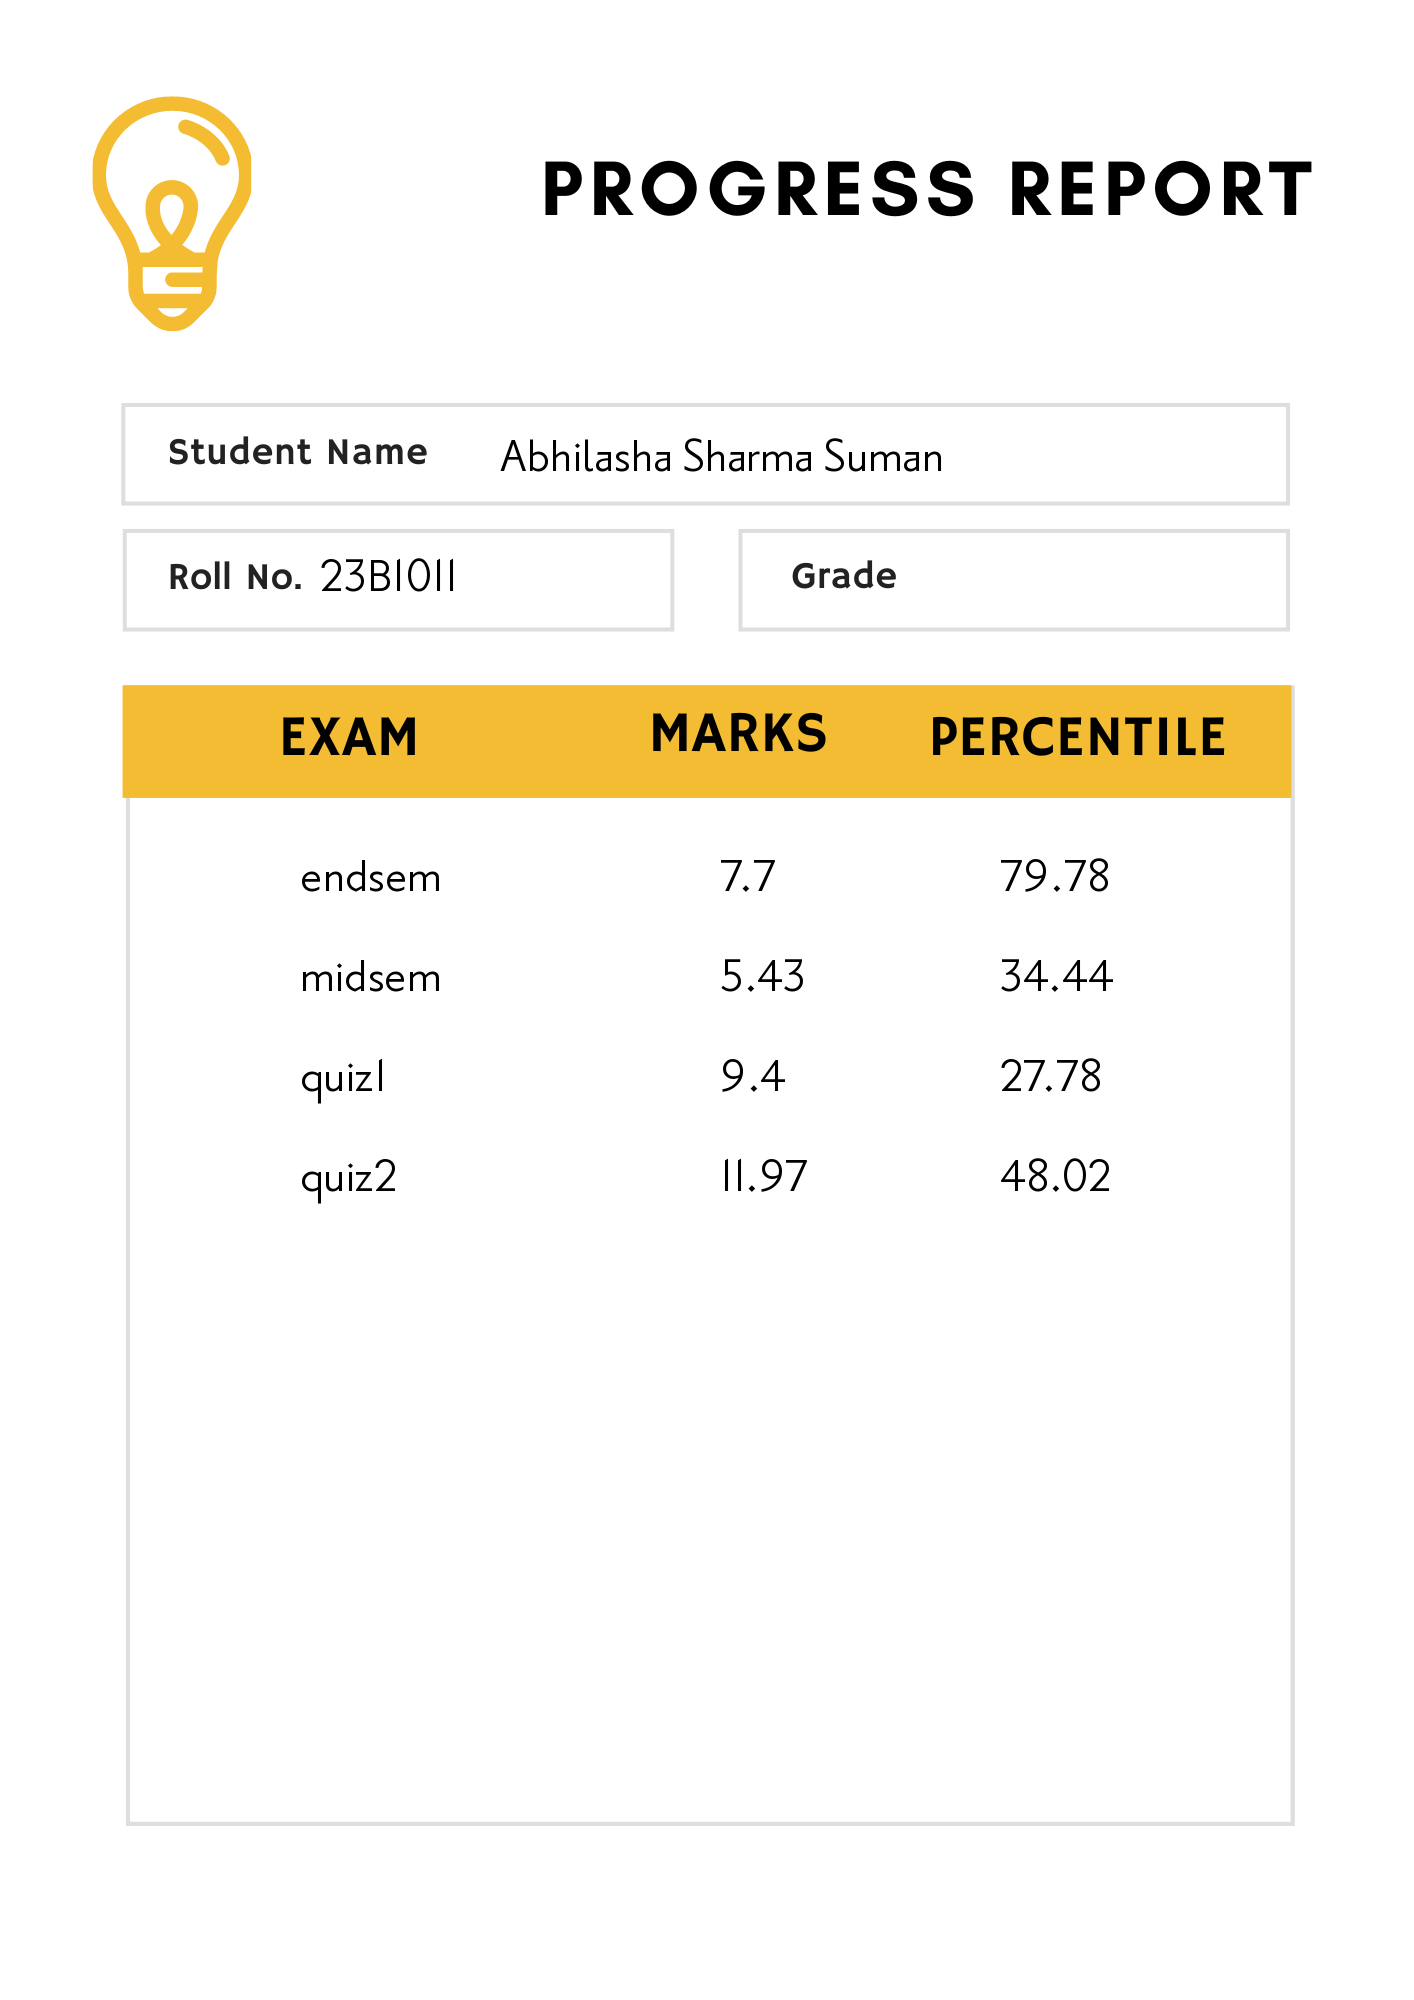 PROGRESS REPORT
Student Name Abhilasha Sharma Suman
Roll No. 23B1011 Grade
EXAM MARKS PERCENTILE
endsem 7.7 79.78
midsem 5.43 34.44
quiz1 9.4 27.78
quiz2 11.97 48.02